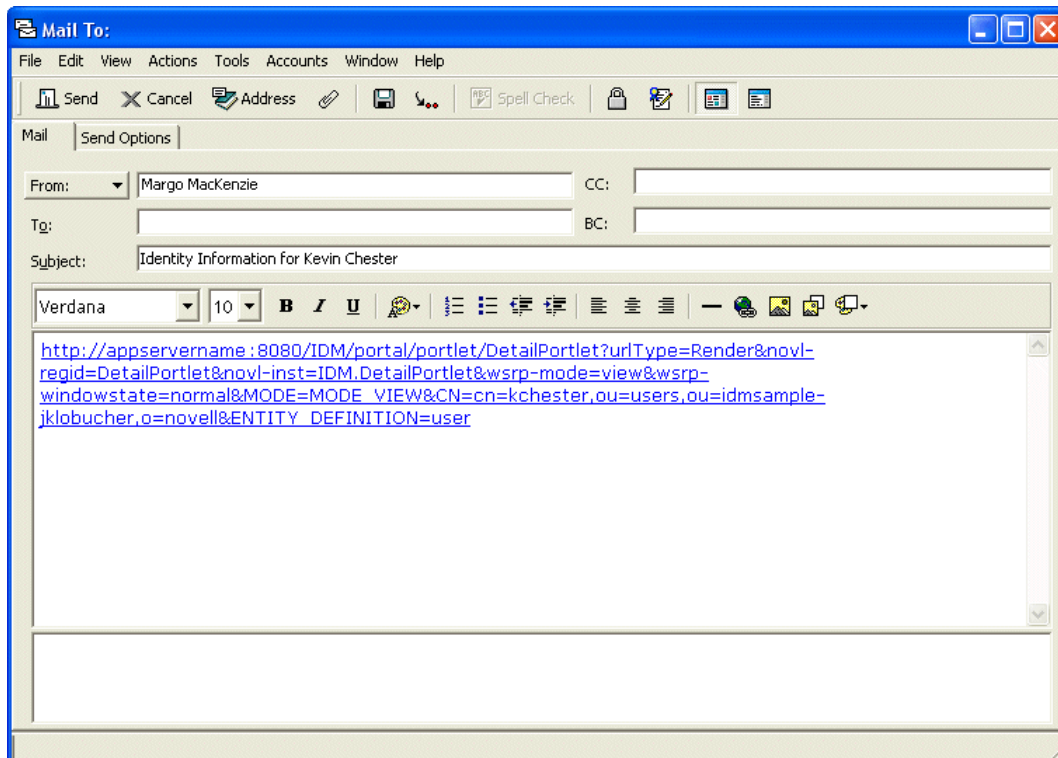 Mail To:
File Edit View Actions Tools Accounts Window Help
Send Cancel Address ABC Spell Check
Mail Send Options
From: Margo MacKenzie CC:
To: BC:
Subject: Identity Information for Kevin Chester
Verdana 10 B I U
http://appservername:8080/IDM/portal/portlet/DetailPortlet?urlType=Render&novl-
regid=DetailPortlet&novl-inst=IDM.DetailPortlet&wsrp-mode=view&wsrp-
windowstate=normal&MODE=MODE_VIEW&CN=cn=kchester,ou=users,ou=idmsample-
jklobucher,o=novell&ENTITY_DEFINITION=user